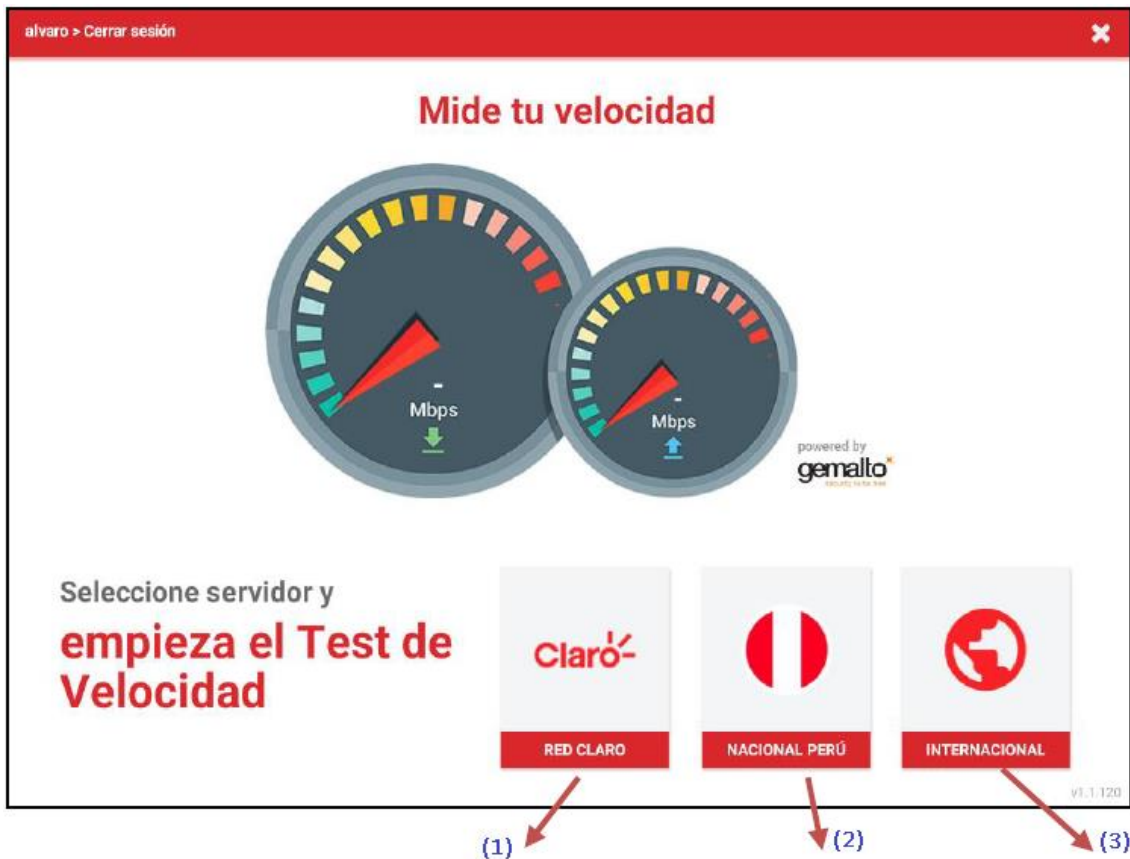 alvaro > Cerrar sesión
Mide tu velocidad
-
Mbps
-
Mbps
powered by
gemalto
Seleccione servidor y
empieza el Test de
Velocidad
Claro
RED CLARO
NACIONAL PERÚ
INTERNACIONAL
v1.1.120
(1)
(2)
(3)